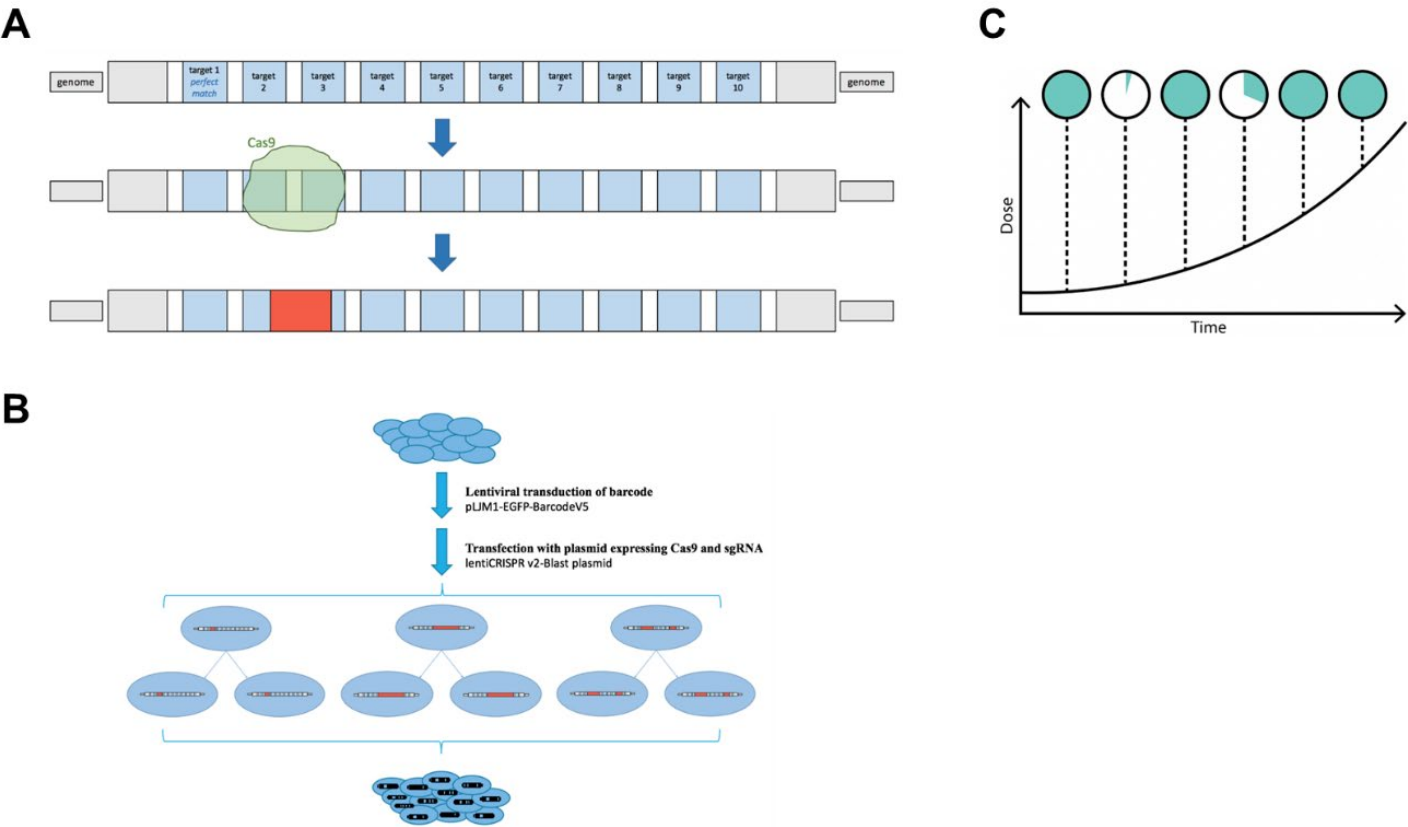 A
genome
target 1
perfect
match
target
2
target
3
target
4
target
5
target
6
target
7
target
8
target
9
target
10
genome
Cas9
B
Lentiviral transduction of barcode
pLJM1-EGFP-BarcodeV5
Transfection with plasmid expressing Cas9 and sgRNA
lentiCRISPR v2-Blast plasmid
C
Dose
Time